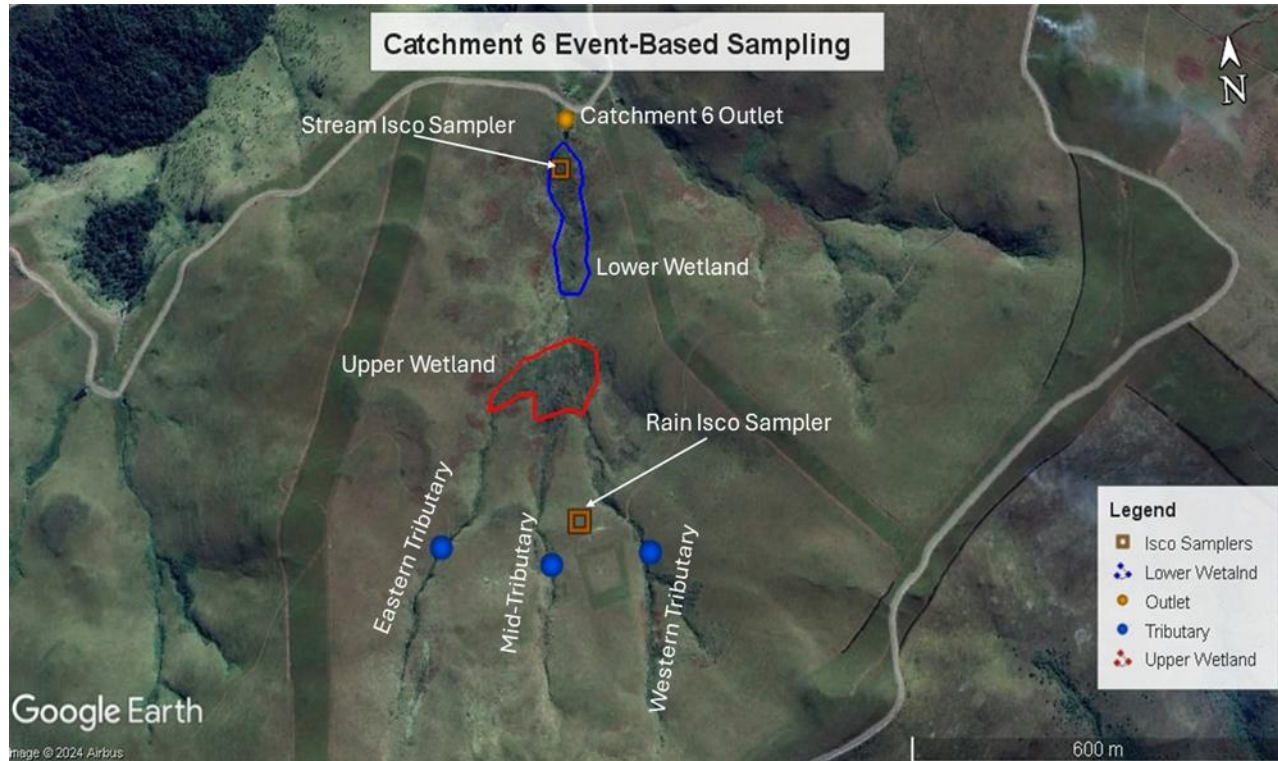 Catchment 6 Event-Based Sampling
N
Catchment 6 Outlet
Stream Isco Sampler
Lower Wetland
Upper Wetland
Rain Isco Sampler
Eastern Tributary
Mid-Tributary
Western Tributary
Legend
Isco Samplers
Lower Wetalnd
Outlet
Tributary
Upper Wetland
Google Earth
mage © 2024 Airbus
600 m